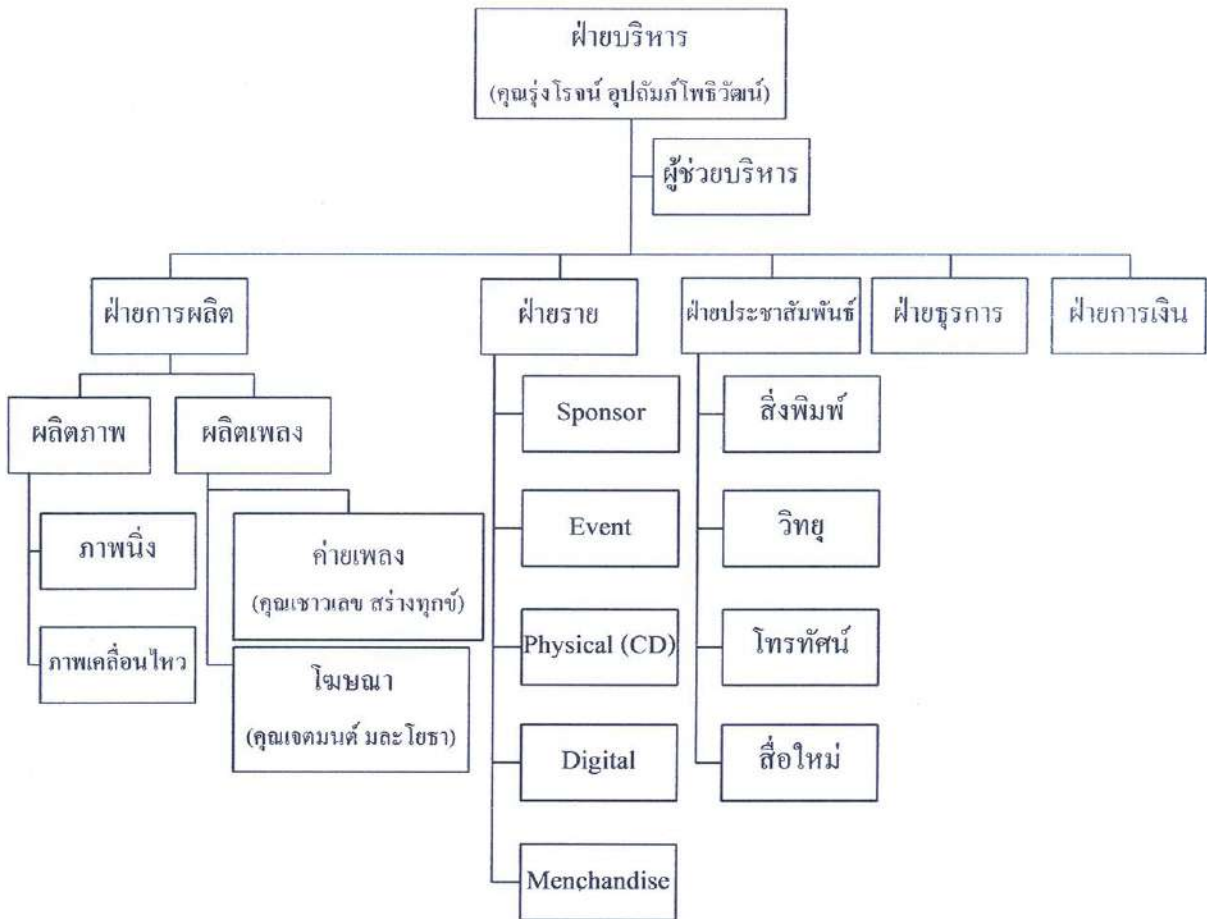 ฝ่ายบริหาร
(คุณรุ่งโรจน์ อุปถัมภ์โพธิวัฒน์)
ผู้ช่วยบริหาร
ฝ่ายการผลิต
ฝ่ายราย
ฝ่ายประชาสัมพันธ์
ฝ่ายธุรการ
ฝ่ายการเงิน
ผลิตภาพ
ผลิตเพลง
ภาพนิ่ง
ภาพเคลื่อนไหว
ค่ายเพลง
(คุณเชาวเลข สร่างทุกข์)
โฆษณา
(คุณเจตมนต์ มละโยธา)
Sponsor
Event
Physical (CD)
Digital
Menchandise
สิ่งพิมพ์
วิทยุ
โทรทัศน์
สื่อใหม่